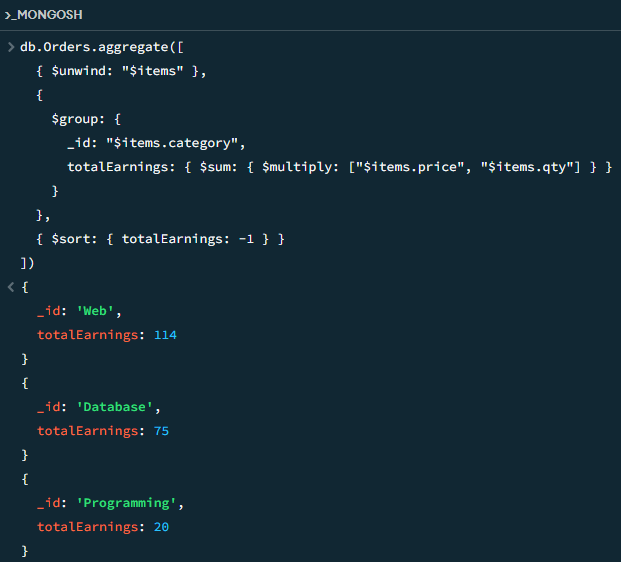 >_MONGOSH
> db.Orders.aggregate([
{ $unwind: "$items" },
{
$group: {
_id: "$items.category",
totalEarnings: { $sum: { $multiply: ["$items.price", "$items.qty"] } }
}
},
{ $sort: { totalEarnings: -1 } }
])
< {
_id: 'Web',
totalEarnings: 114
}
{
_id: 'Database',
totalEarnings: 75
}
{
_id: 'Programming',
totalEarnings: 20
}